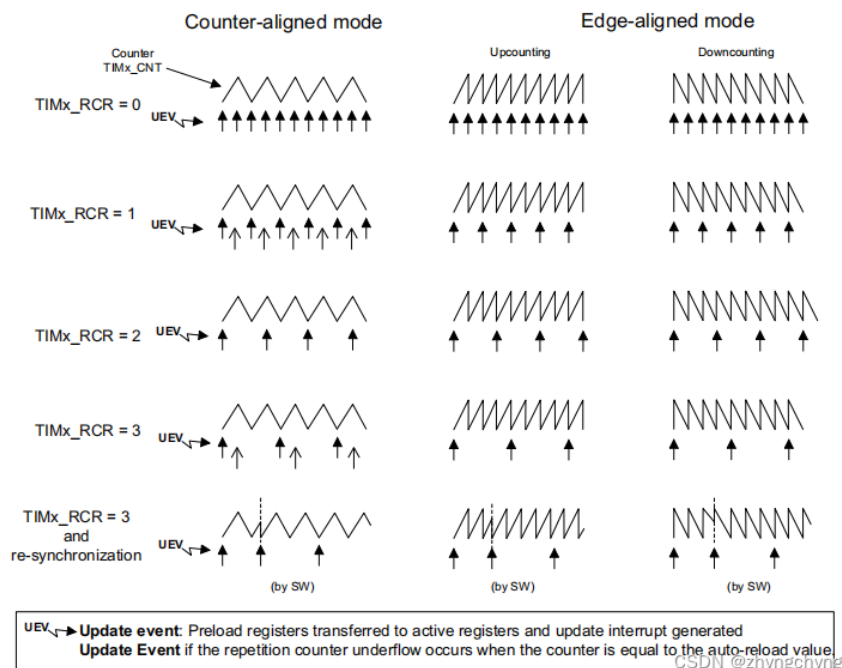 Counter-aligned mode
Edge-aligned mode
Counter
TIMx_CNT
Upcounting
Downcounting
TIMx_RCR = 0
UEV
TIMx_RCR = 1
UEV
TIMx_RCR = 2
UEV
TIMx_RCR = 3
UEV
TIMx_RCR = 3
and
re-synchronization
UEV
(by SW)
(by SW)
(by SW)
UEV Update event: Preload registers transferred to active registers and update interrupt generated
Update Event if the repetition counter underflow occurs when the counter is equal to the auto-reload value.
CSDN @zhyngchyng